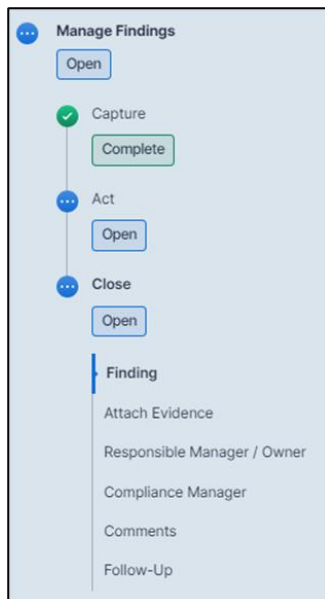 Manage Findings
Open
Capture
Complete
Act
Open
Close
Open
Finding
Attach Evidence
Responsible Manager / Owner
Compliance Manager
Comments
Follow-Up